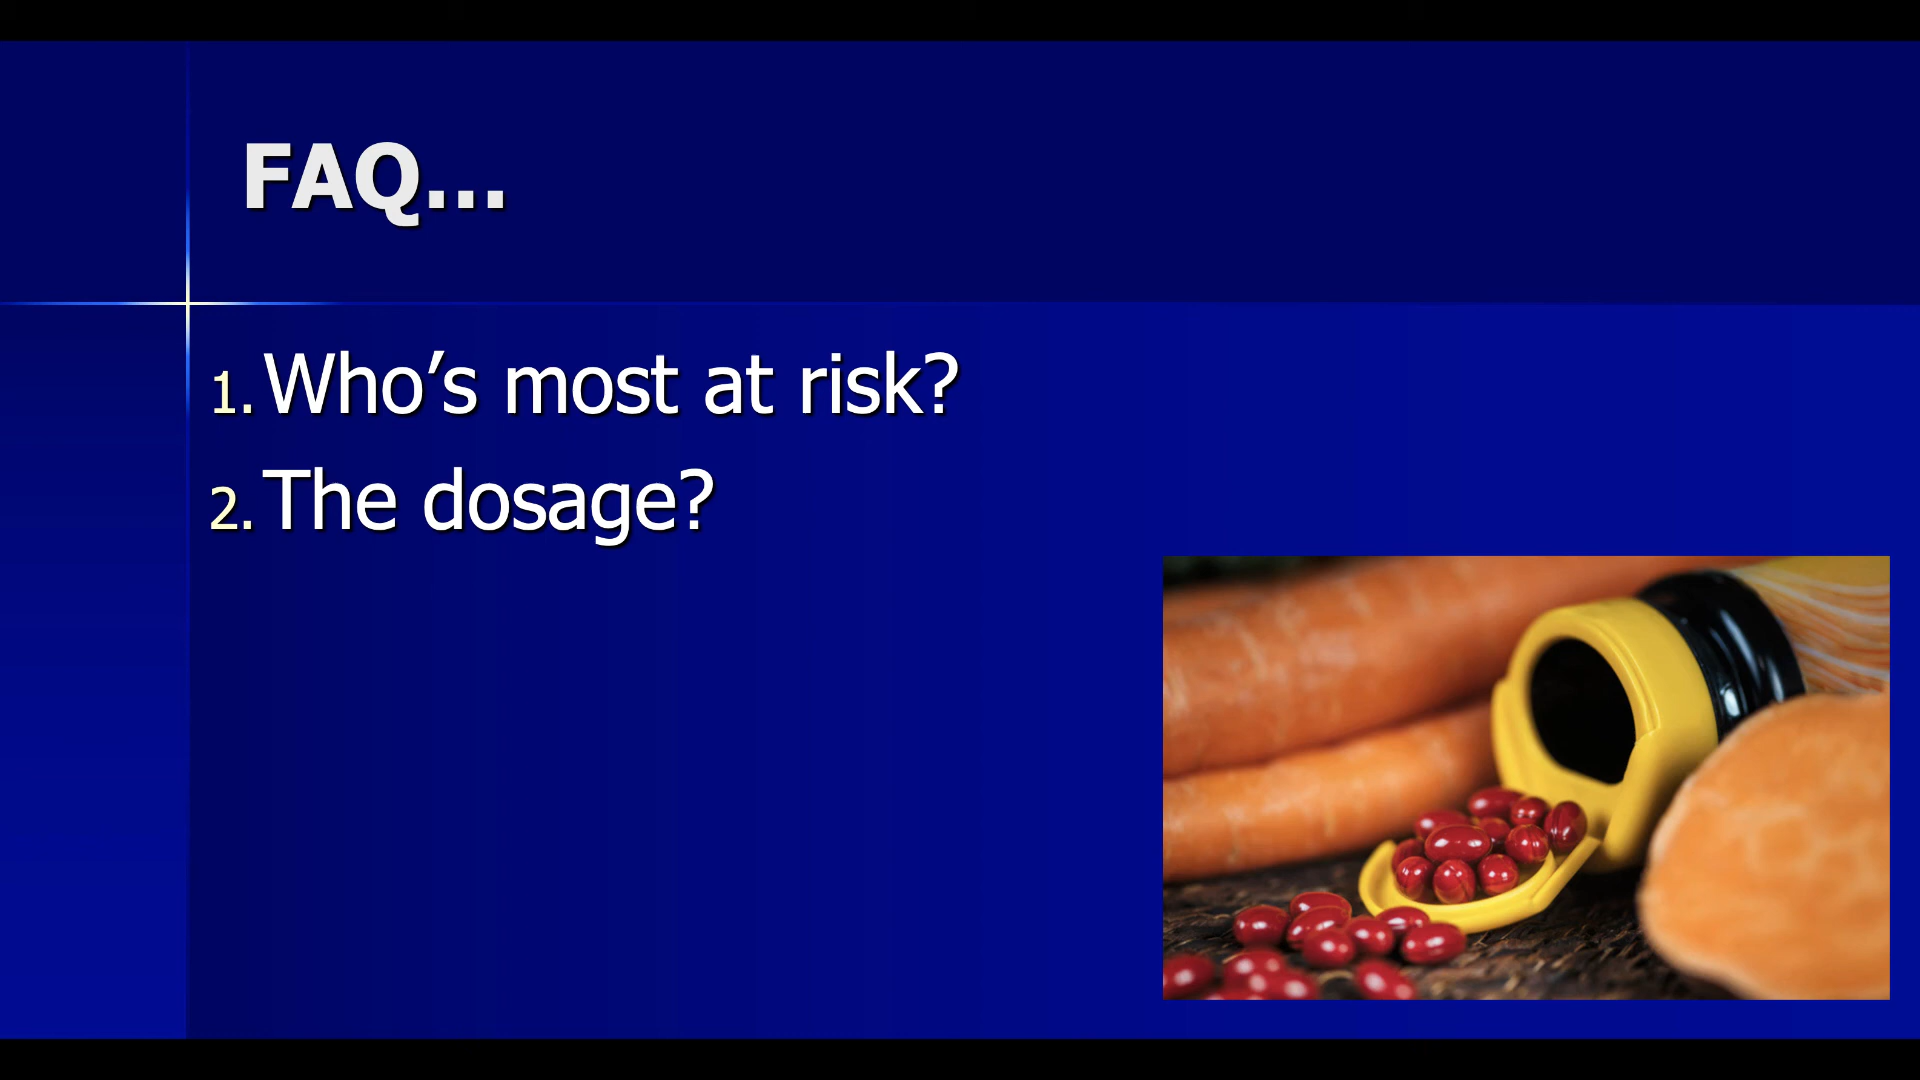 FAQ...
1. Who’s most at risk?
2. The dosage?